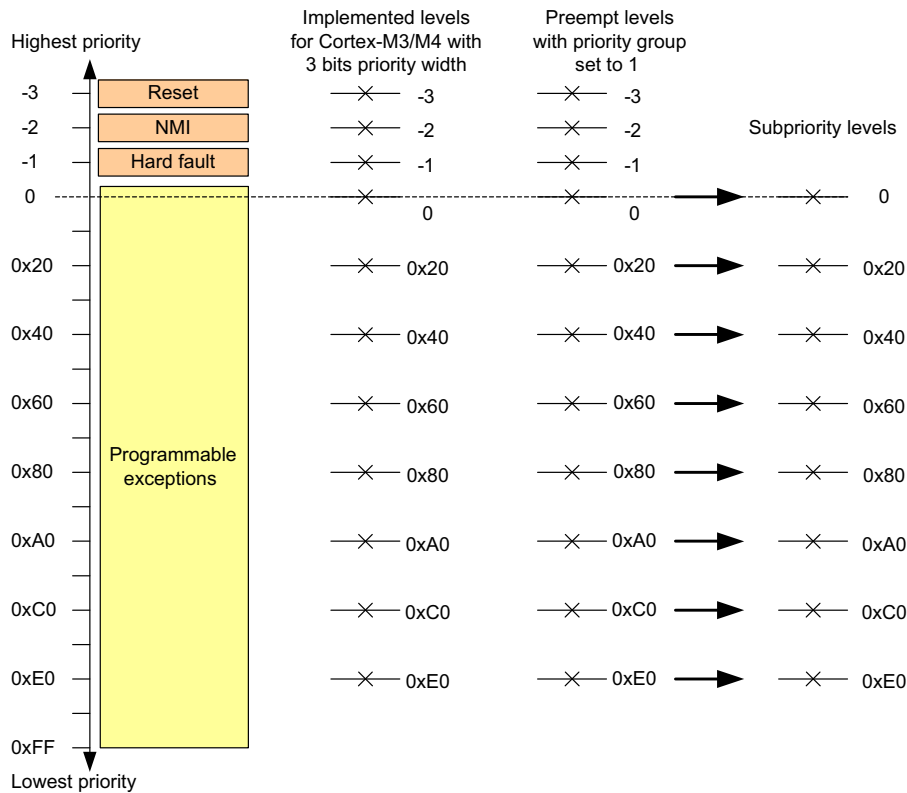 Highest priority
Implemented levels
for Cortex-M3/M4 with
3 bits priority width
Preempt levels
with priority group
set to 1
Subpriority levels
-3 Reset -3 -3
-2 NMI -2 -2
-1 Hard fault -1 -1
0 0 0 0
0x20 0x20 0x20 0x20
0x40 0x40 0x40 0x40
0x60 0x60 0x60 0x60
Programmable
exceptions
0x80 0x80 0x80 0x80
0xA0 0xA0 0xA0 0xA0
0xC0 0xC0 0xC0 0xC0
0xE0 0xE0 0xE0 0xE0
0xFF
Lowest priority